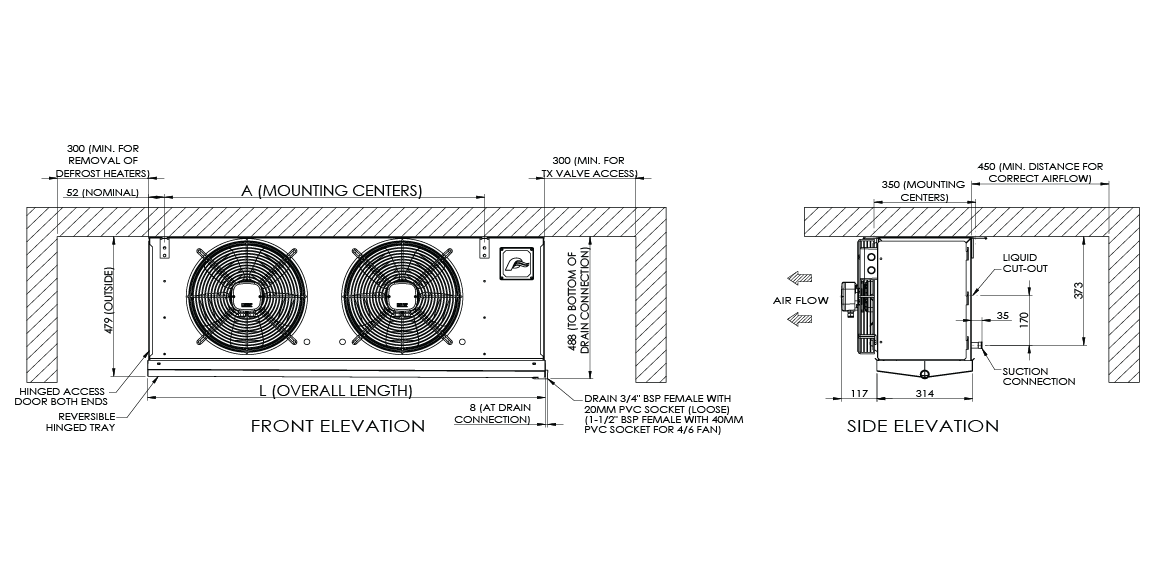 300 (MIN. FOR
REMOVAL OF
DEFROST HEATERS)
52 (NOMINAL)
A (MOUNTING CENTERS)
300 (MIN. FOR
TX VALVE ACCESS)
479 (OUTSIDE)
488 (TO BOTTOM OF
DRAIN CONNECTION)
HINGED ACCESS
DOOR BOTH ENDS
REVERSIBLE
HINGED TRAY
L (OVERALL LENGTH)
8 (AT DRAIN
CONNECTION)
DRAIN 3/4" BSP FEMALE WITH
20MM PVC SOCKET (LOOSE)
(1-1/2" BSP FEMALE WITH 40MM
PVC SOCKET FOR 4/6 FAN)
FRONT ELEVATION
450 (MIN. DISTANCE FOR
CORRECT AIRFLOW)
350 (MOUNTING
CENTERS)
LIQUID
CUT-OUT
AIR FLOW
373
35
170
SUCTION
CONNECTION
117
314
SIDE ELEVATION